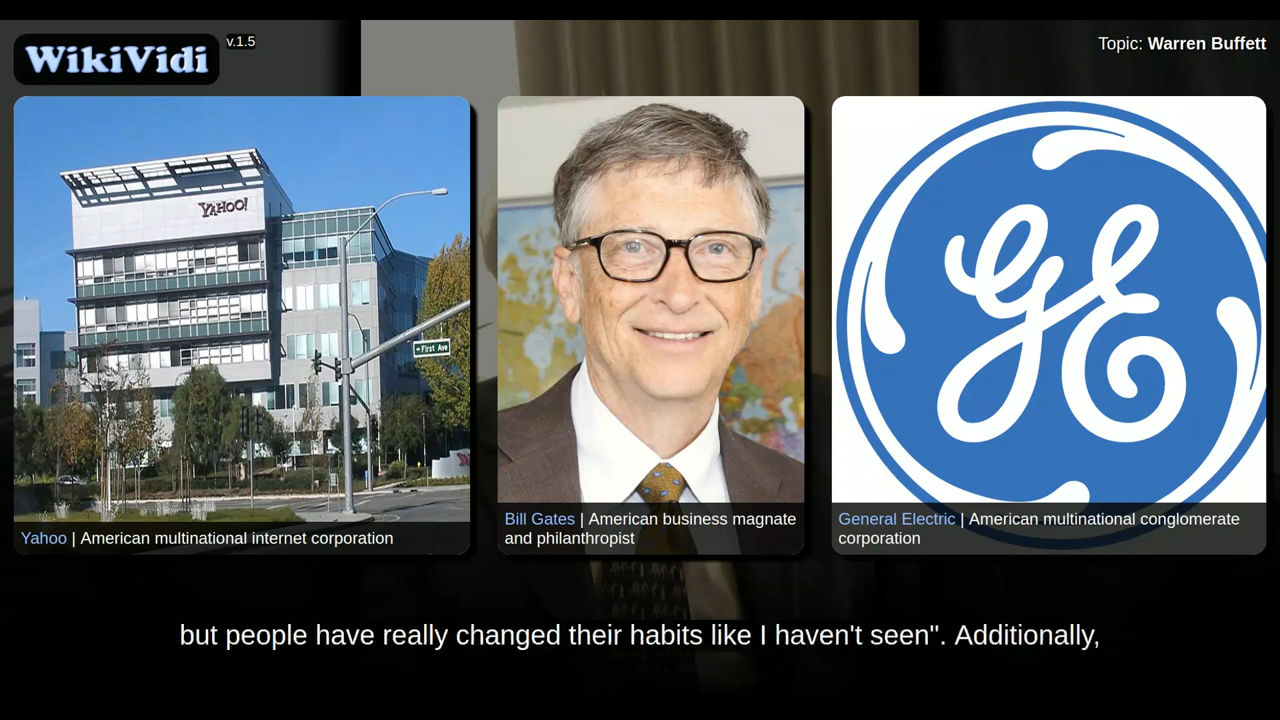 WikiVidi
v.1.5
Topic: Warren Buffett
YAHOO!
First Ave
GE
Yahoo | American multinational internet corporation
Bill Gates | American business magnate
and philanthropist
General Electric | American multinational conglomerate
corporation
but people have really changed their habits like I haven't seen". Additionally,